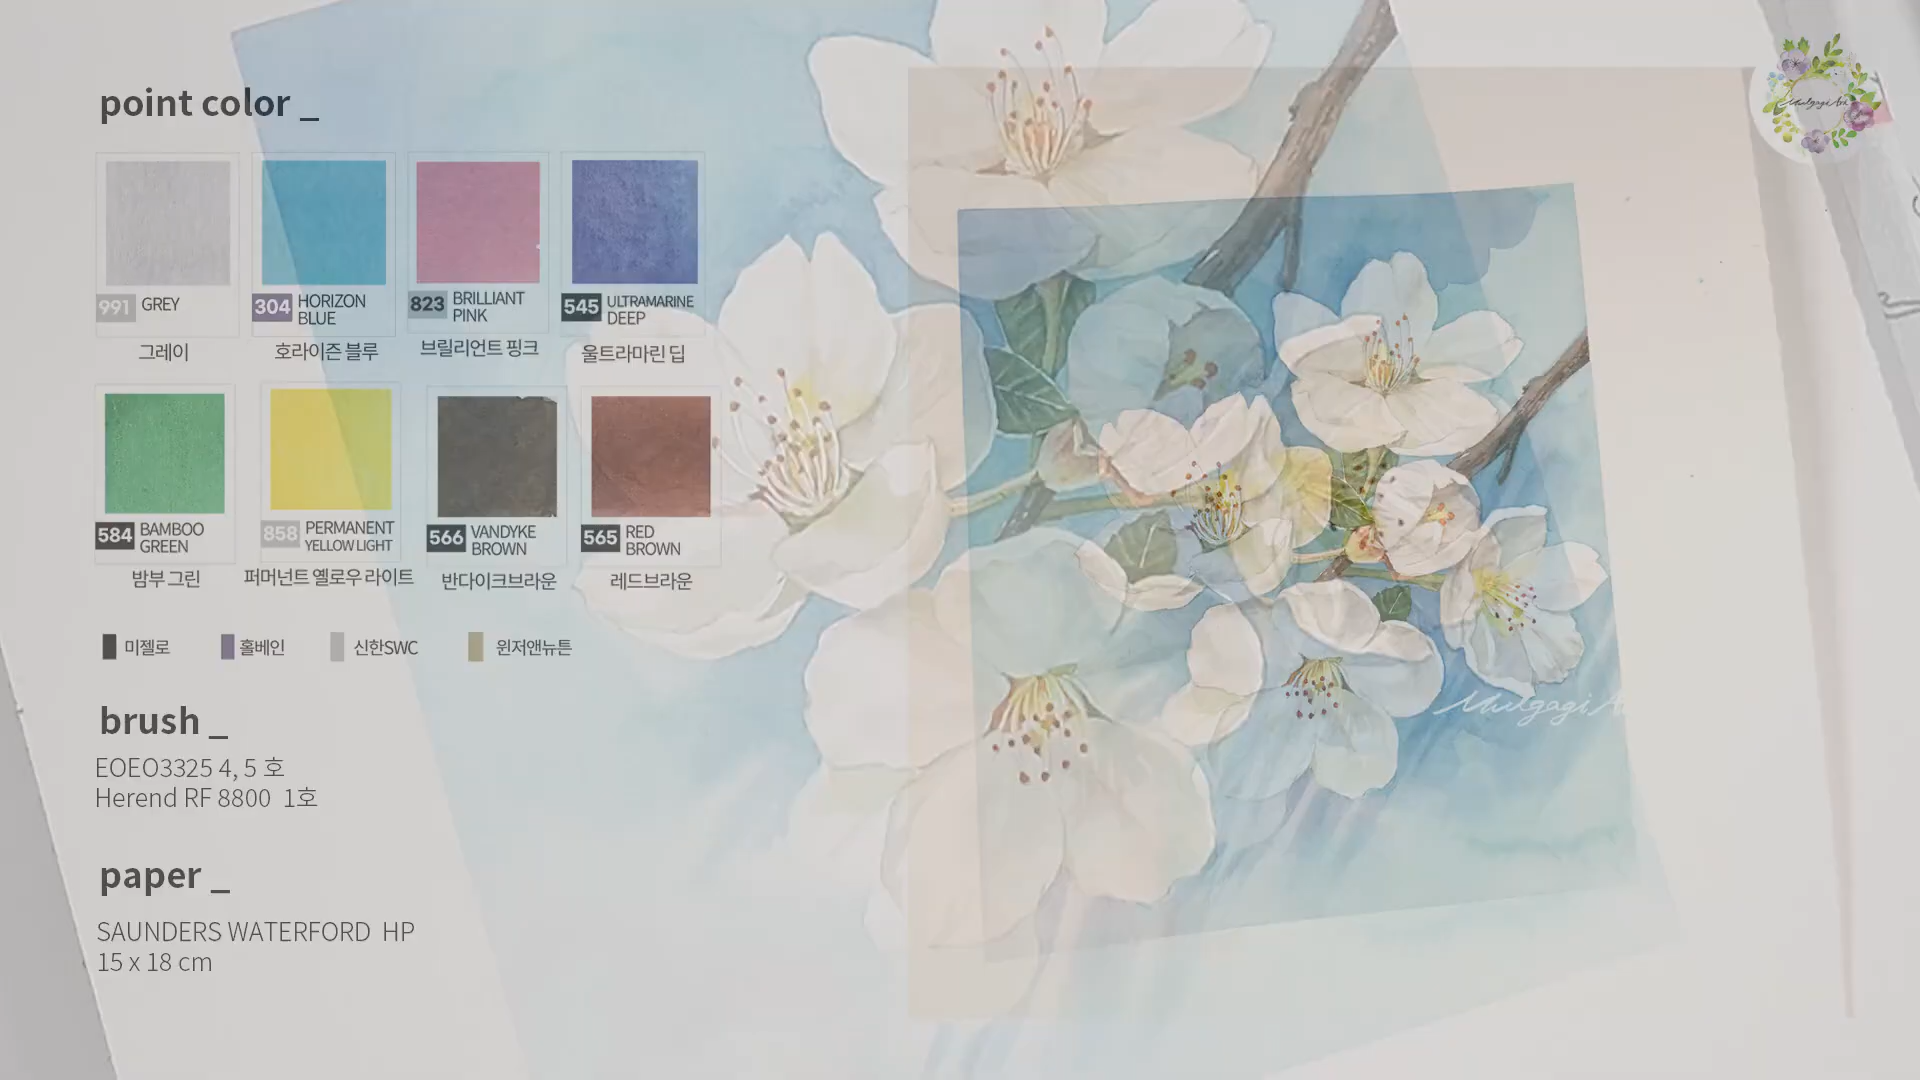 point color _
991 GREY
그레이
304 HORIZON
BLUE
호라이즌 블루
823 BRILLIANT
PINK
브릴리언트 핑크
545 ULTRAMARINE
DEEP
울트라마린 딥
584 BAMBOO
GREEN
밤부 그린
858 PERMANENT
YELLOW LIGHT
퍼머넌트 옐로우 라이트
566 VANDYKE
BROWN
반다이크브라운
565 RED
BROWN
레드브라운
미젤로 홀베인 신한SWC 윈저앤뉴튼
brush _
EOEO3325 4, 5 호
Herend RF 8800 1호
paper _
SAUNDERS WATERFORD HP
15 x 18 cm
Mulgagi Art
Mulgagi A